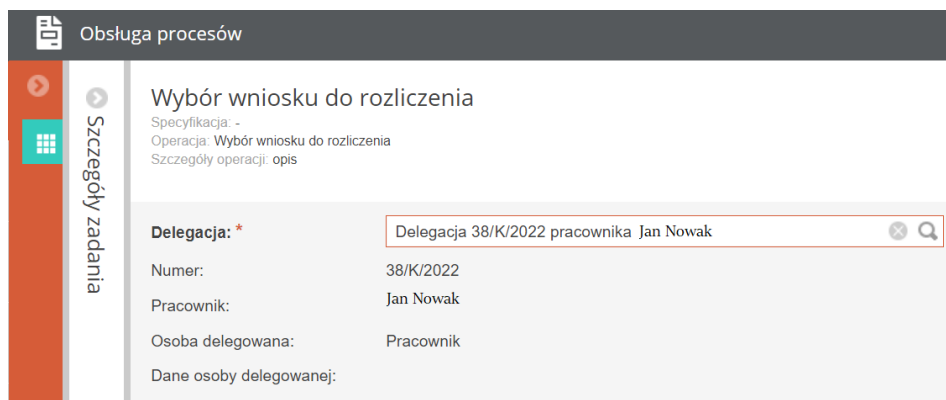 Obsługa procesów
Szczegóły zadania
Wybór wniosku do rozliczenia
Specyfikacja: -
Operacja: Wybór wniosku do rozliczenia
Szczegóły operacji: opis
Delegacja: * Delegacja 38/K/2022 pracownika Jan Nowak
Numer: 38/K/2022
Pracownik: Jan Nowak
Osoba delegowana: Pracownik
Dane osoby delegowanej: